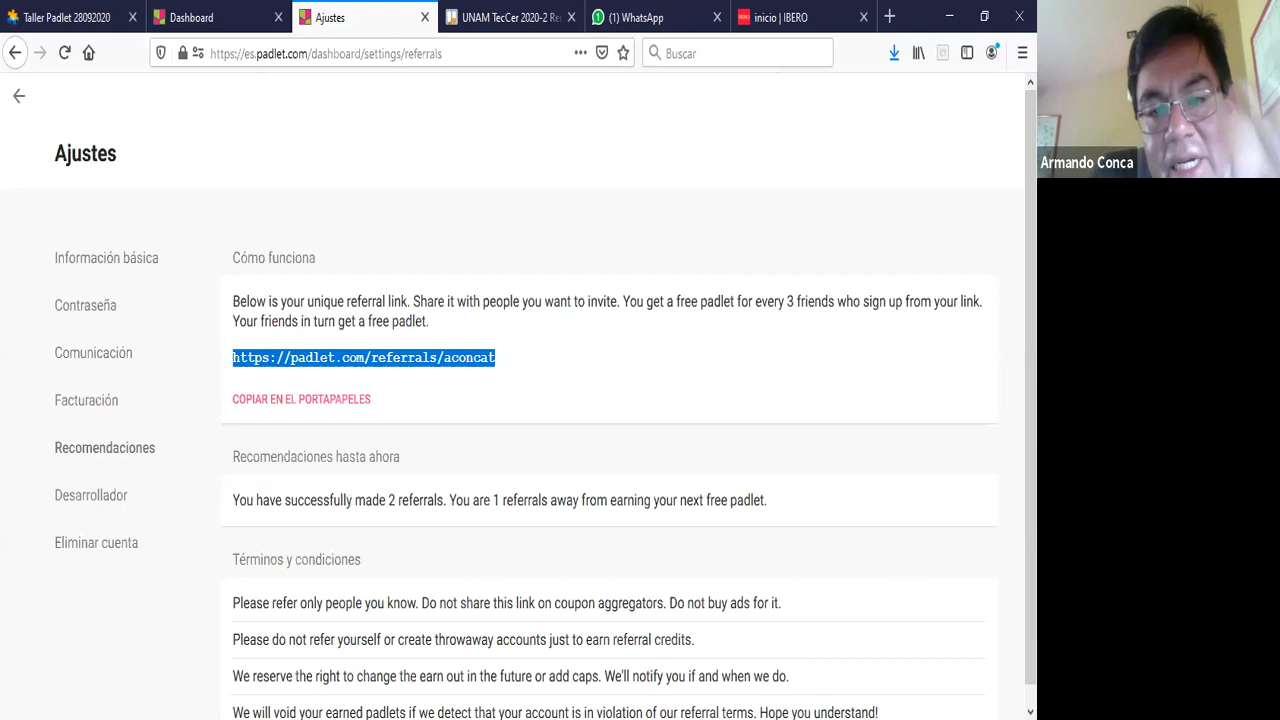 Taller Padlet 28092020
Dashboard
Ajustes
UNAM TecCer 2020-2 Re
(1) WhatsApp
IBERO
inicio | IBERO
https://es.padlet.com/dashboard/settings/referrals
Buscar
Armando Conca
Ajustes
Información básica
Contraseña
Comunicación
Facturación
Recomendaciones
Desarrollador
Eliminar cuenta
Cómo funciona
Below is your unique referral link. Share it with people you want to invite. You get a free padlet for every 3 friends who sign up from your link.
Your friends in turn get a free padlet.
https://padlet.com/referrals/aconcat
COPIAR EN EL PORTAPAPELES
Recomendaciones hasta ahora
You have successfully made 2 referrals. You are 1 referrals away from earning your next free padlet.
Términos y condiciones
Please refer only people you know. Do not share this link on coupon aggregators. Do not buy ads for it.
Please do not refer yourself or create throwaway accounts just to earn referral credits.
We reserve the right to change the earn out in the future or add caps. We'll notify you if and when we do.
We will void your earned padlets if we detect that your account is in violation of our referral terms. Hope you understand!